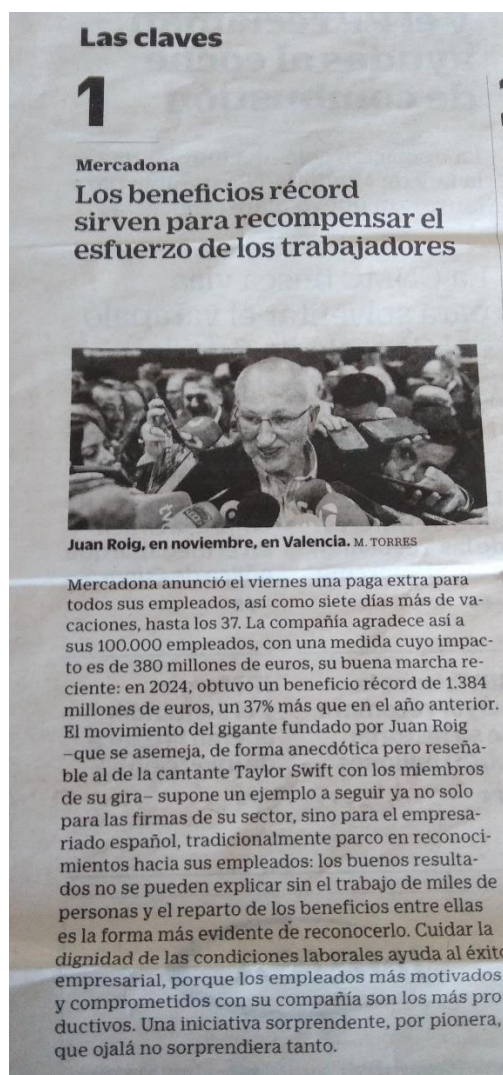 Las claves
1
Mercadona
Los beneficios récord
sirven para recompensar el
esfuerzo de los trabajadores
Juan Roig, en noviembre, en Valencia. M. TORRES
Mercadona anunció el viernes una paga extra para
todos sus empleados, así como siete días más de va-
caciones, hasta los 37. La compañía agradece así a
sus 100.000 empleados, con una medida cuyo impac-
to es de 380 millones de euros, su buena marcha re-
ciente: en 2024, obtuvo un beneficio récord de 1.384
millones de euros, un 37% más que en el año anterior.
El movimiento del gigante fundado por Juan Roig
–que se asemeja, de forma anecdótica pero reseña-
ble al de la cantante Taylor Swift con los miembros
de su gira– supone un ejemplo a seguir ya no solo
para las firmas de su sector, sino para el empresa-
riado español, tradicionalmente parco en reconoci-
mientos hacia sus empleados: los buenos resulta-
dos no se pueden explicar sin el trabajo de miles de
personas y el reparto de los beneficios entre ellas
es la forma más evidente de reconocerlo. Cuidar la
dignidad de las condiciones laborales ayuda al éxito
empresarial, porque los empleados más motivados
y comprometidos con su compañía son los más pro
ductivos. Una iniciativa sorprendente, por pionera,
que ojalá no sorprendiera tanto.